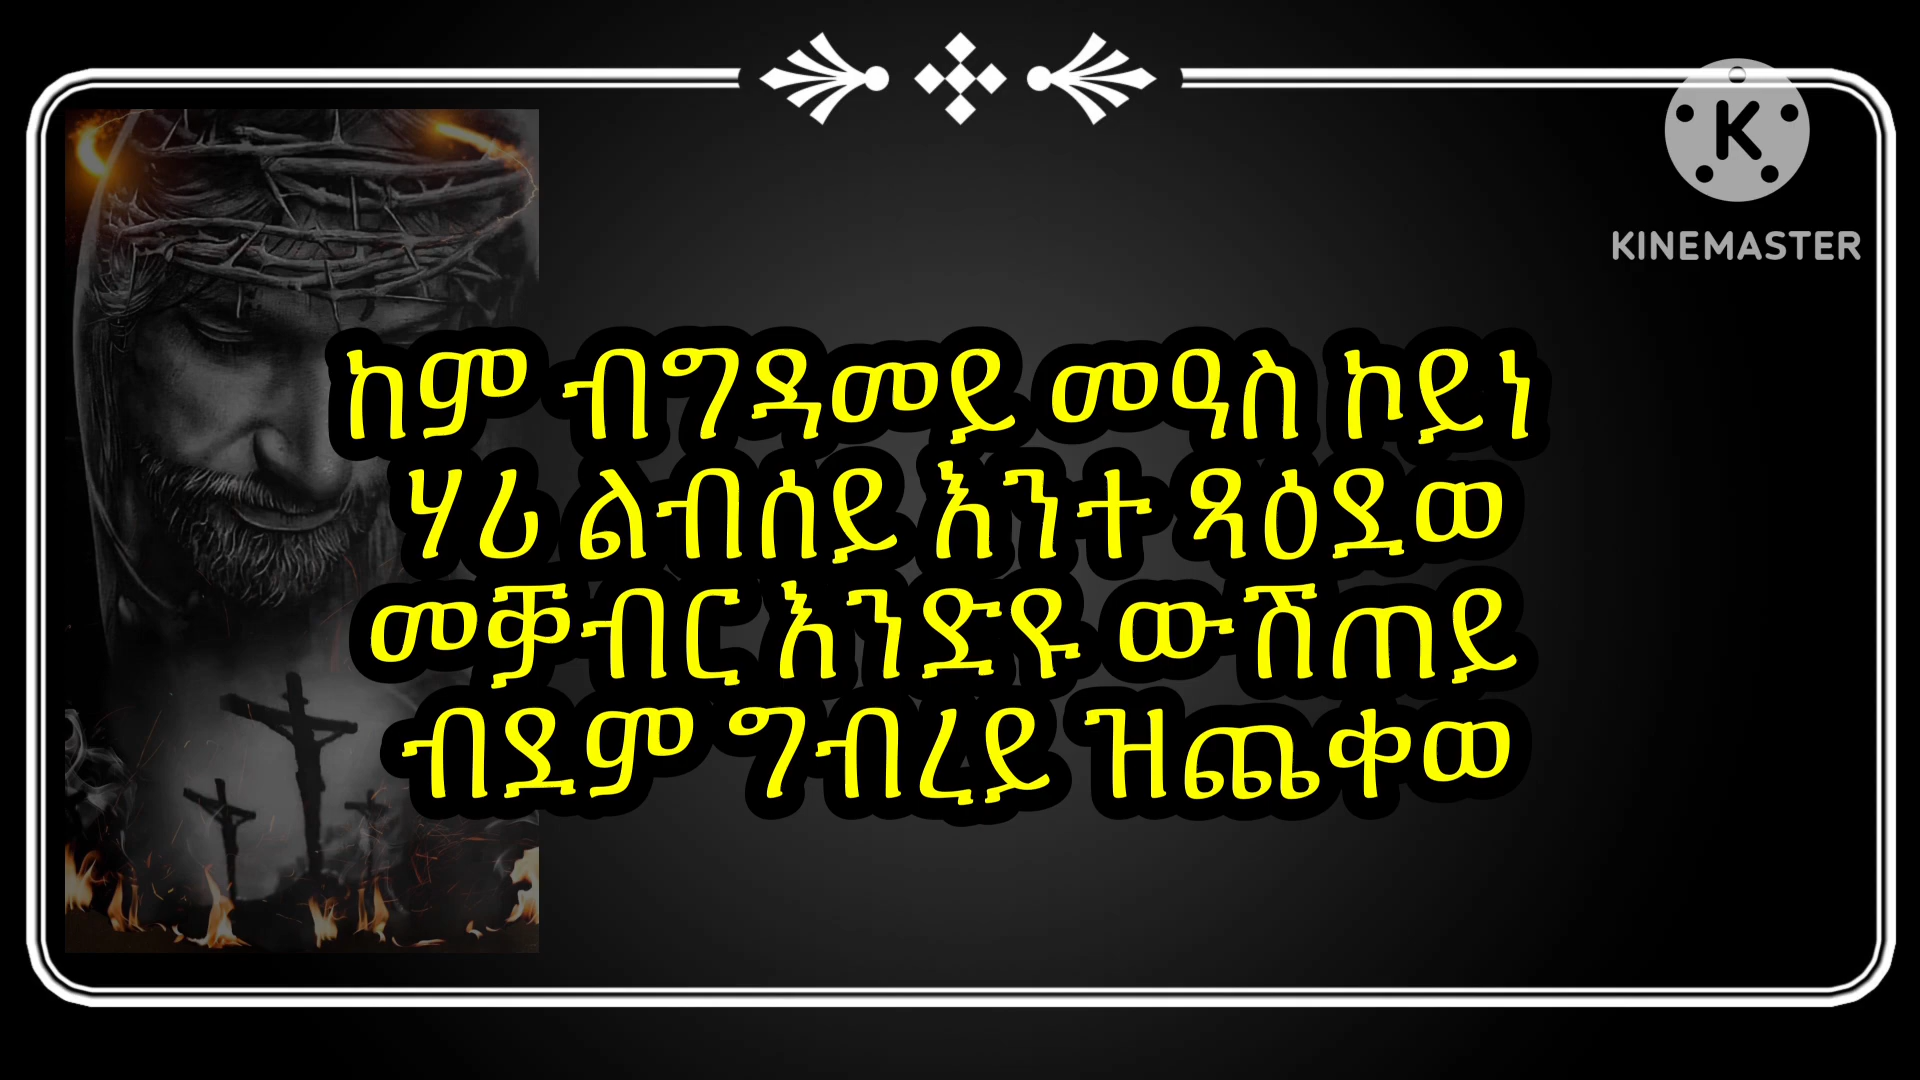 KINEMASTER
ከም ብግዳመይ መዓስ ኮይነ
ሃሪ ልብሰይ እንተ ጻዕደወ
መቓብር እንድዩ ውሽጠይ
ብደም ግብረይ ዝጨቀወ